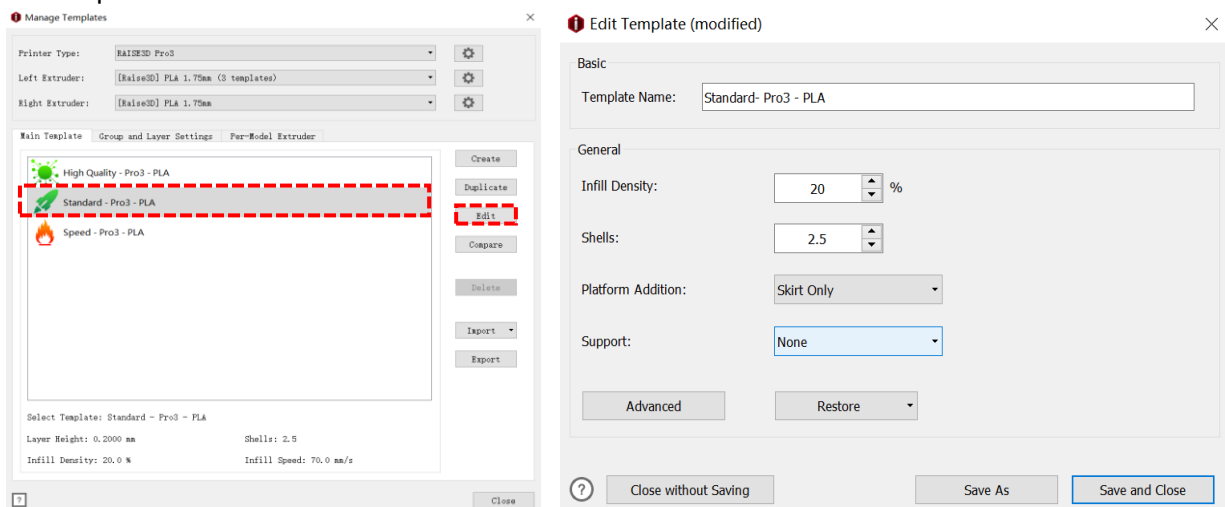 Manage Templates
Printer Type: RAISE3D Pro3
Left Extruder: [Raise3D] PLA 1.75mm (3 templates)
Right Extruder: [Raise3D] PLA 1.75mm
Main Template Group and Layer Settings Per-Model Extruder
High Quality - Pro3 - PLA
Standard - Pro3 - PLA
Speed - Pro3 - PLA
Create
Duplicate
Edit
Compare
Delete
Import
Export
Select Template: Standard - Pro3 - PLA
Layer Height: 0.2000 mm Shells: 2.5
Infill Density: 20.0 % Infill Speed: 70.0 mm/s
?
Close
Edit Template (modified)
Basic
Template Name: Standard- Pro3 - PLA
General
Infill Density: 20 %
Shells: 2.5
Platform Addition: Skirt Only
Support: None
Advanced Restore
? Close without Saving Save As Save and Close